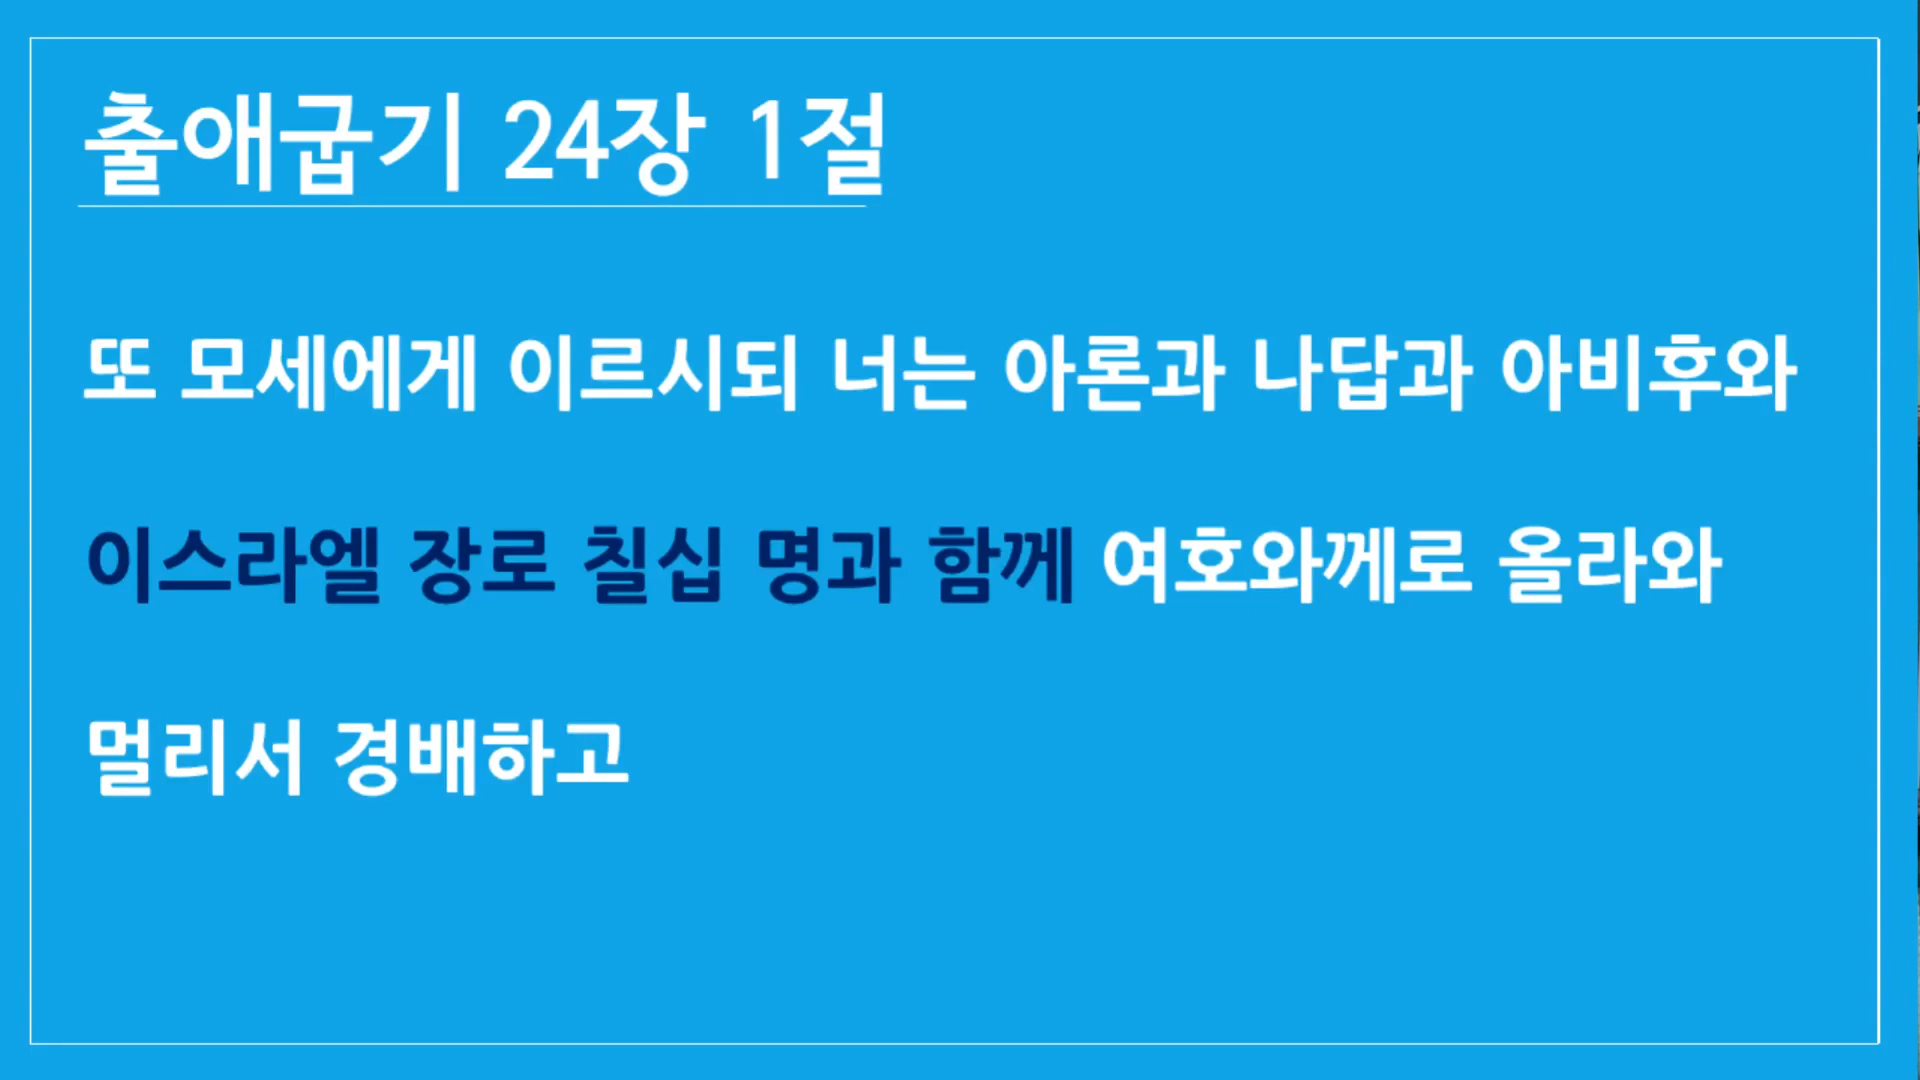 출애굽기 24장 1절
또 모세에게 이르시되 너는 아론과 나답과 아비후와
이스라엘 장로 칠십 명과 함께 여호와께로 올라와
멀리서 경배하고